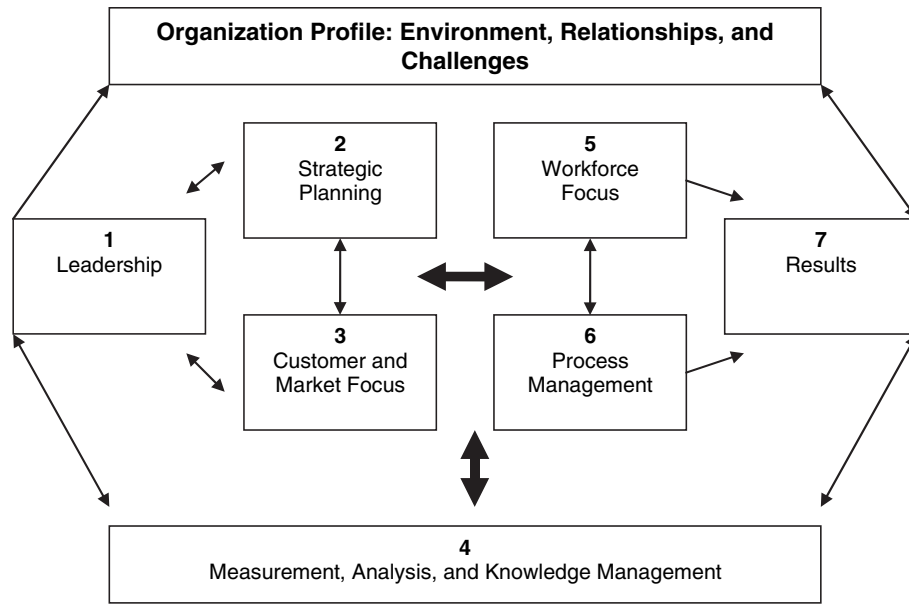 Organization Profile: Environment, Relationships, and
Challenges
2
Strategic
Planning
5
Workforce
Focus
1
Leadership
7
Results
3
Customer and
Market Focus
6
Process
Management
4
Measurement, Analysis, and Knowledge Management